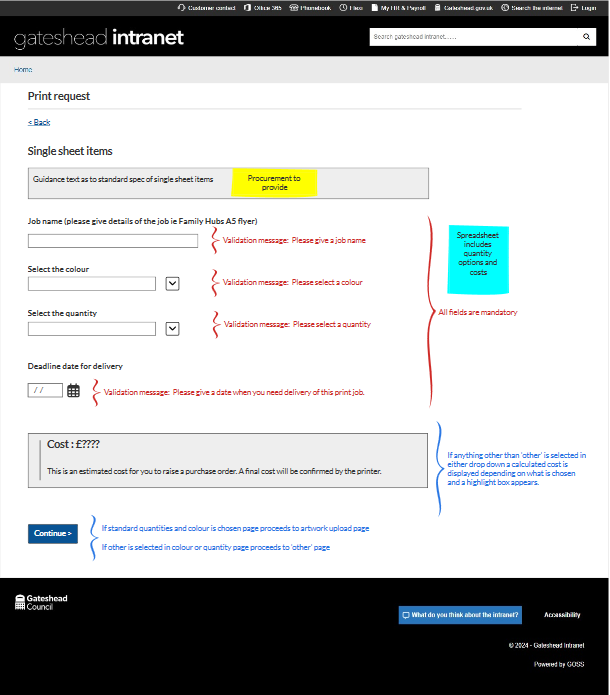 Customer contact Office 365 Phonebook Flexi My HR & Payroll Gateshead.gov.uk Search the internet Login
gateshead intranet
Search gateshead intranet.......
Home
Print request
< Back
Single sheet items
Guidance text as to standard spec of single sheet items
Procurement to
provide
Job name (please give details of the job ie Family Hubs A5 flyer)
Validation message: Please give a job name
Spreadsheet
includes
quantity
options and
costs
Select the colour
Validation message: Please select a colour
Select the quantity
Validation message: Please select a quantity
All fields are mandatory
Deadline date for delivery
/ /
Validation message: Please give a date when you need delivery of this print job.
Cost : £????
This is an estimated cost for you to raise a purchase order. A final cost will be confirmed by the printer.
If anything other than 'other' is selected in
either drop down a calculated cost is
displayed depending on what is chosen
and a highlight box appears.
Continue >
If standard quantities and colour is chosen page proceeds to artwork upload page
If other is selected in colour or quantity page proceeds to 'other' page
Gateshead
Council
What do you think about the intranet?
Accessibility
© 2024 - Gateshead Intranet
Powered by GOSS